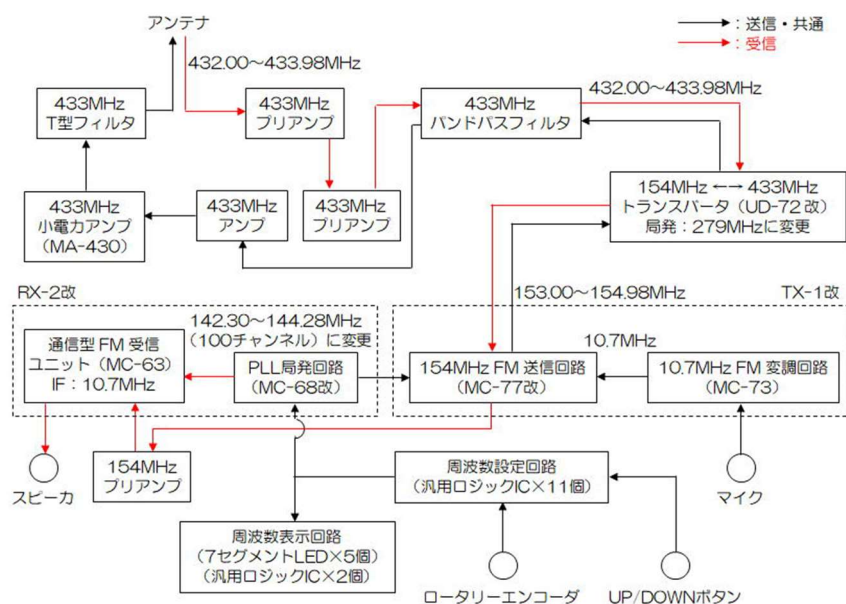 アンテナ
→:送信・共通
→:受信
432.00~433.98MHz
433MHz
T型フィルタ
433MHz
プリアンプ
433MHz
バンドパスフィルタ
432.00~433.98MHz
433MHz
小電力アンプ
(MA-430)
433MHz
アンプ
433MHz
プリアンプ
154MHz ←→ 433MHz
トランスバータ(UD-72改)
局発:279MHzに変更
RX-2改
153.00~154.98MHz
TX-1改
142.30~144.28MHz
(100チャンネル)に変更
通信型 FM 受信
ユニット(MC-63)
IF:10.7MHz
PLL局発回路
(MC-68改)
154MHz FM 送信回路
(MC-77改)
10.7MHz
10.7MHz FM 変調回路
(MC-73)
スピーカ
154MHz
プリアンプ
周波数設定回路
(汎用ロジックIC×11個)
マイク
周波数表示回路
(7セグメントLED×5個)
(汎用ロジックIC×2個)
ロータリーエンコーダ
UP/DOWNボタン